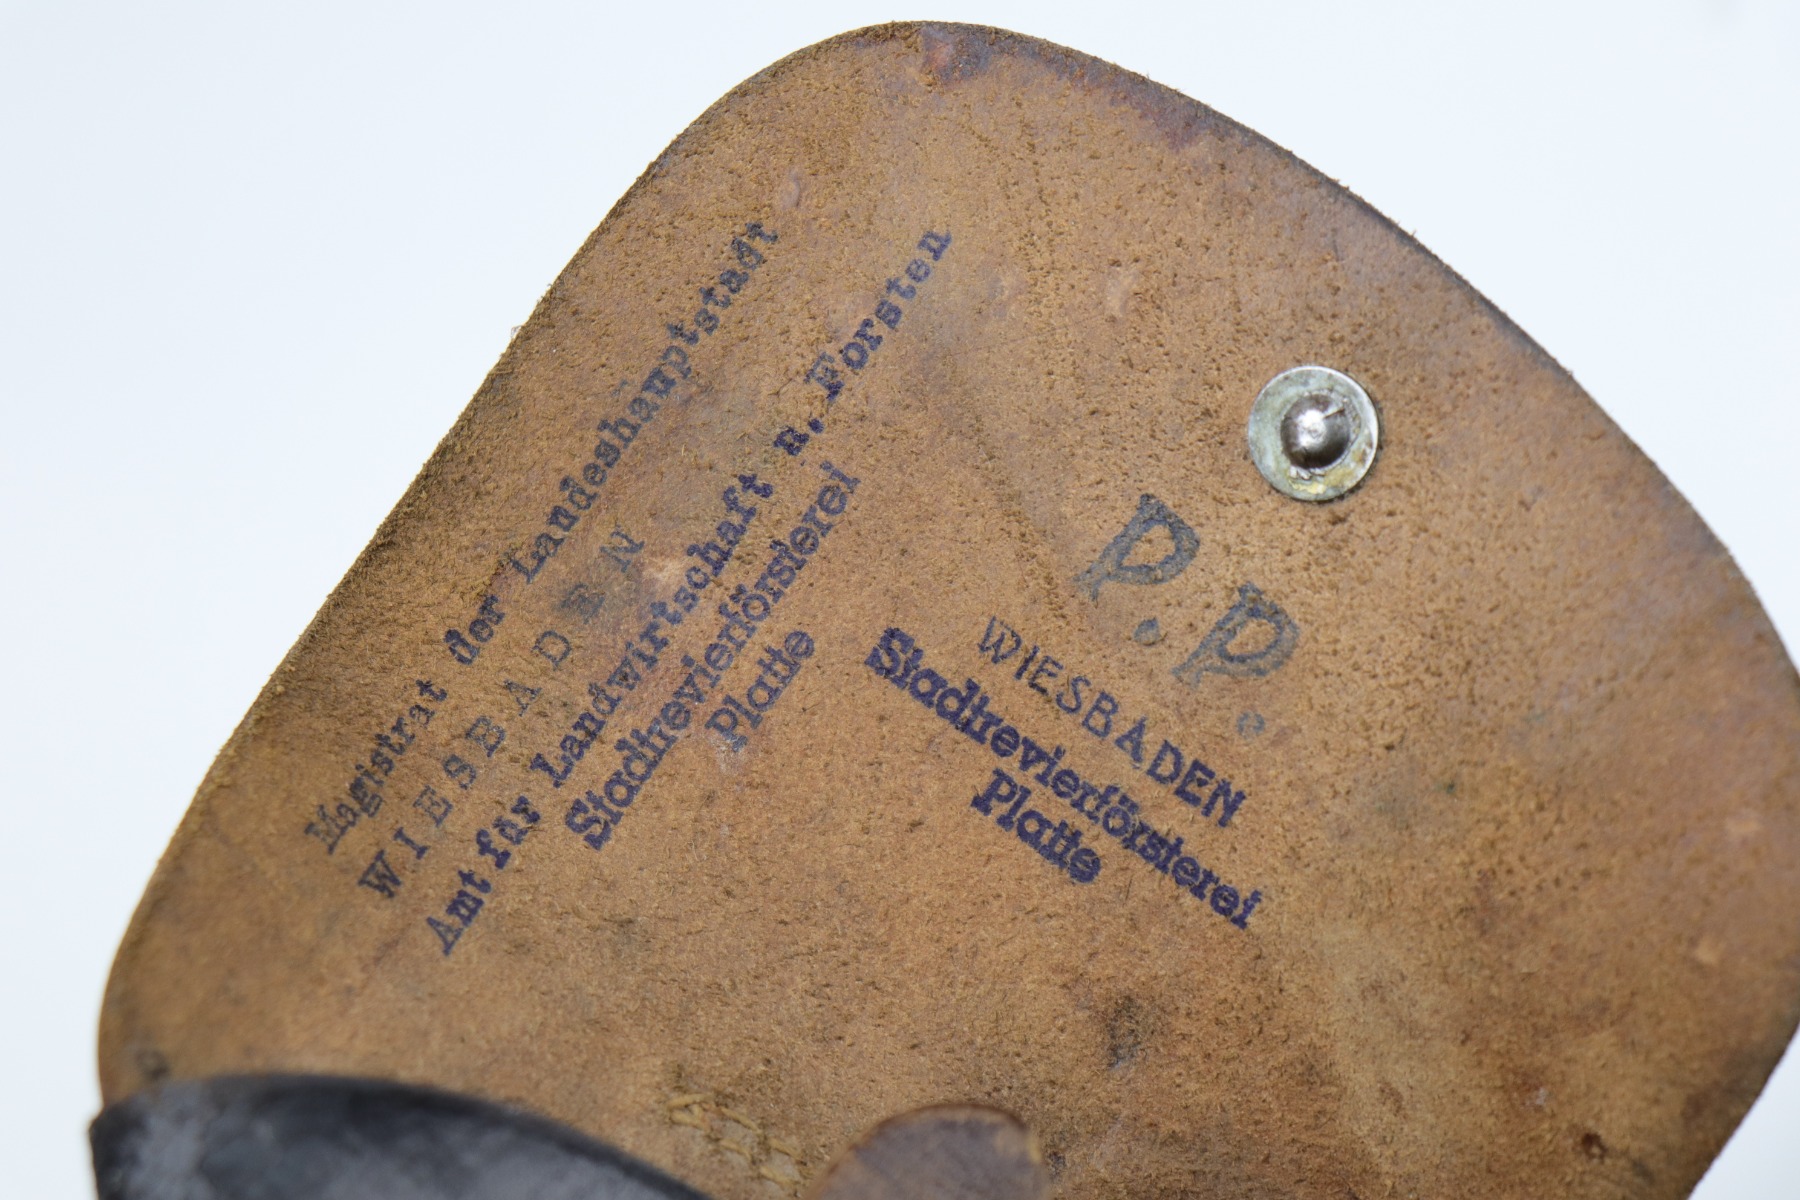 Magistrat der Landeshauptstadt
WIESBADEN
Amt für Landwirtschaft u. Forsten
Stadtrevierförsterei
Platte
P.P.
WIESBADEN
Stadtrevierförsterei
Platte